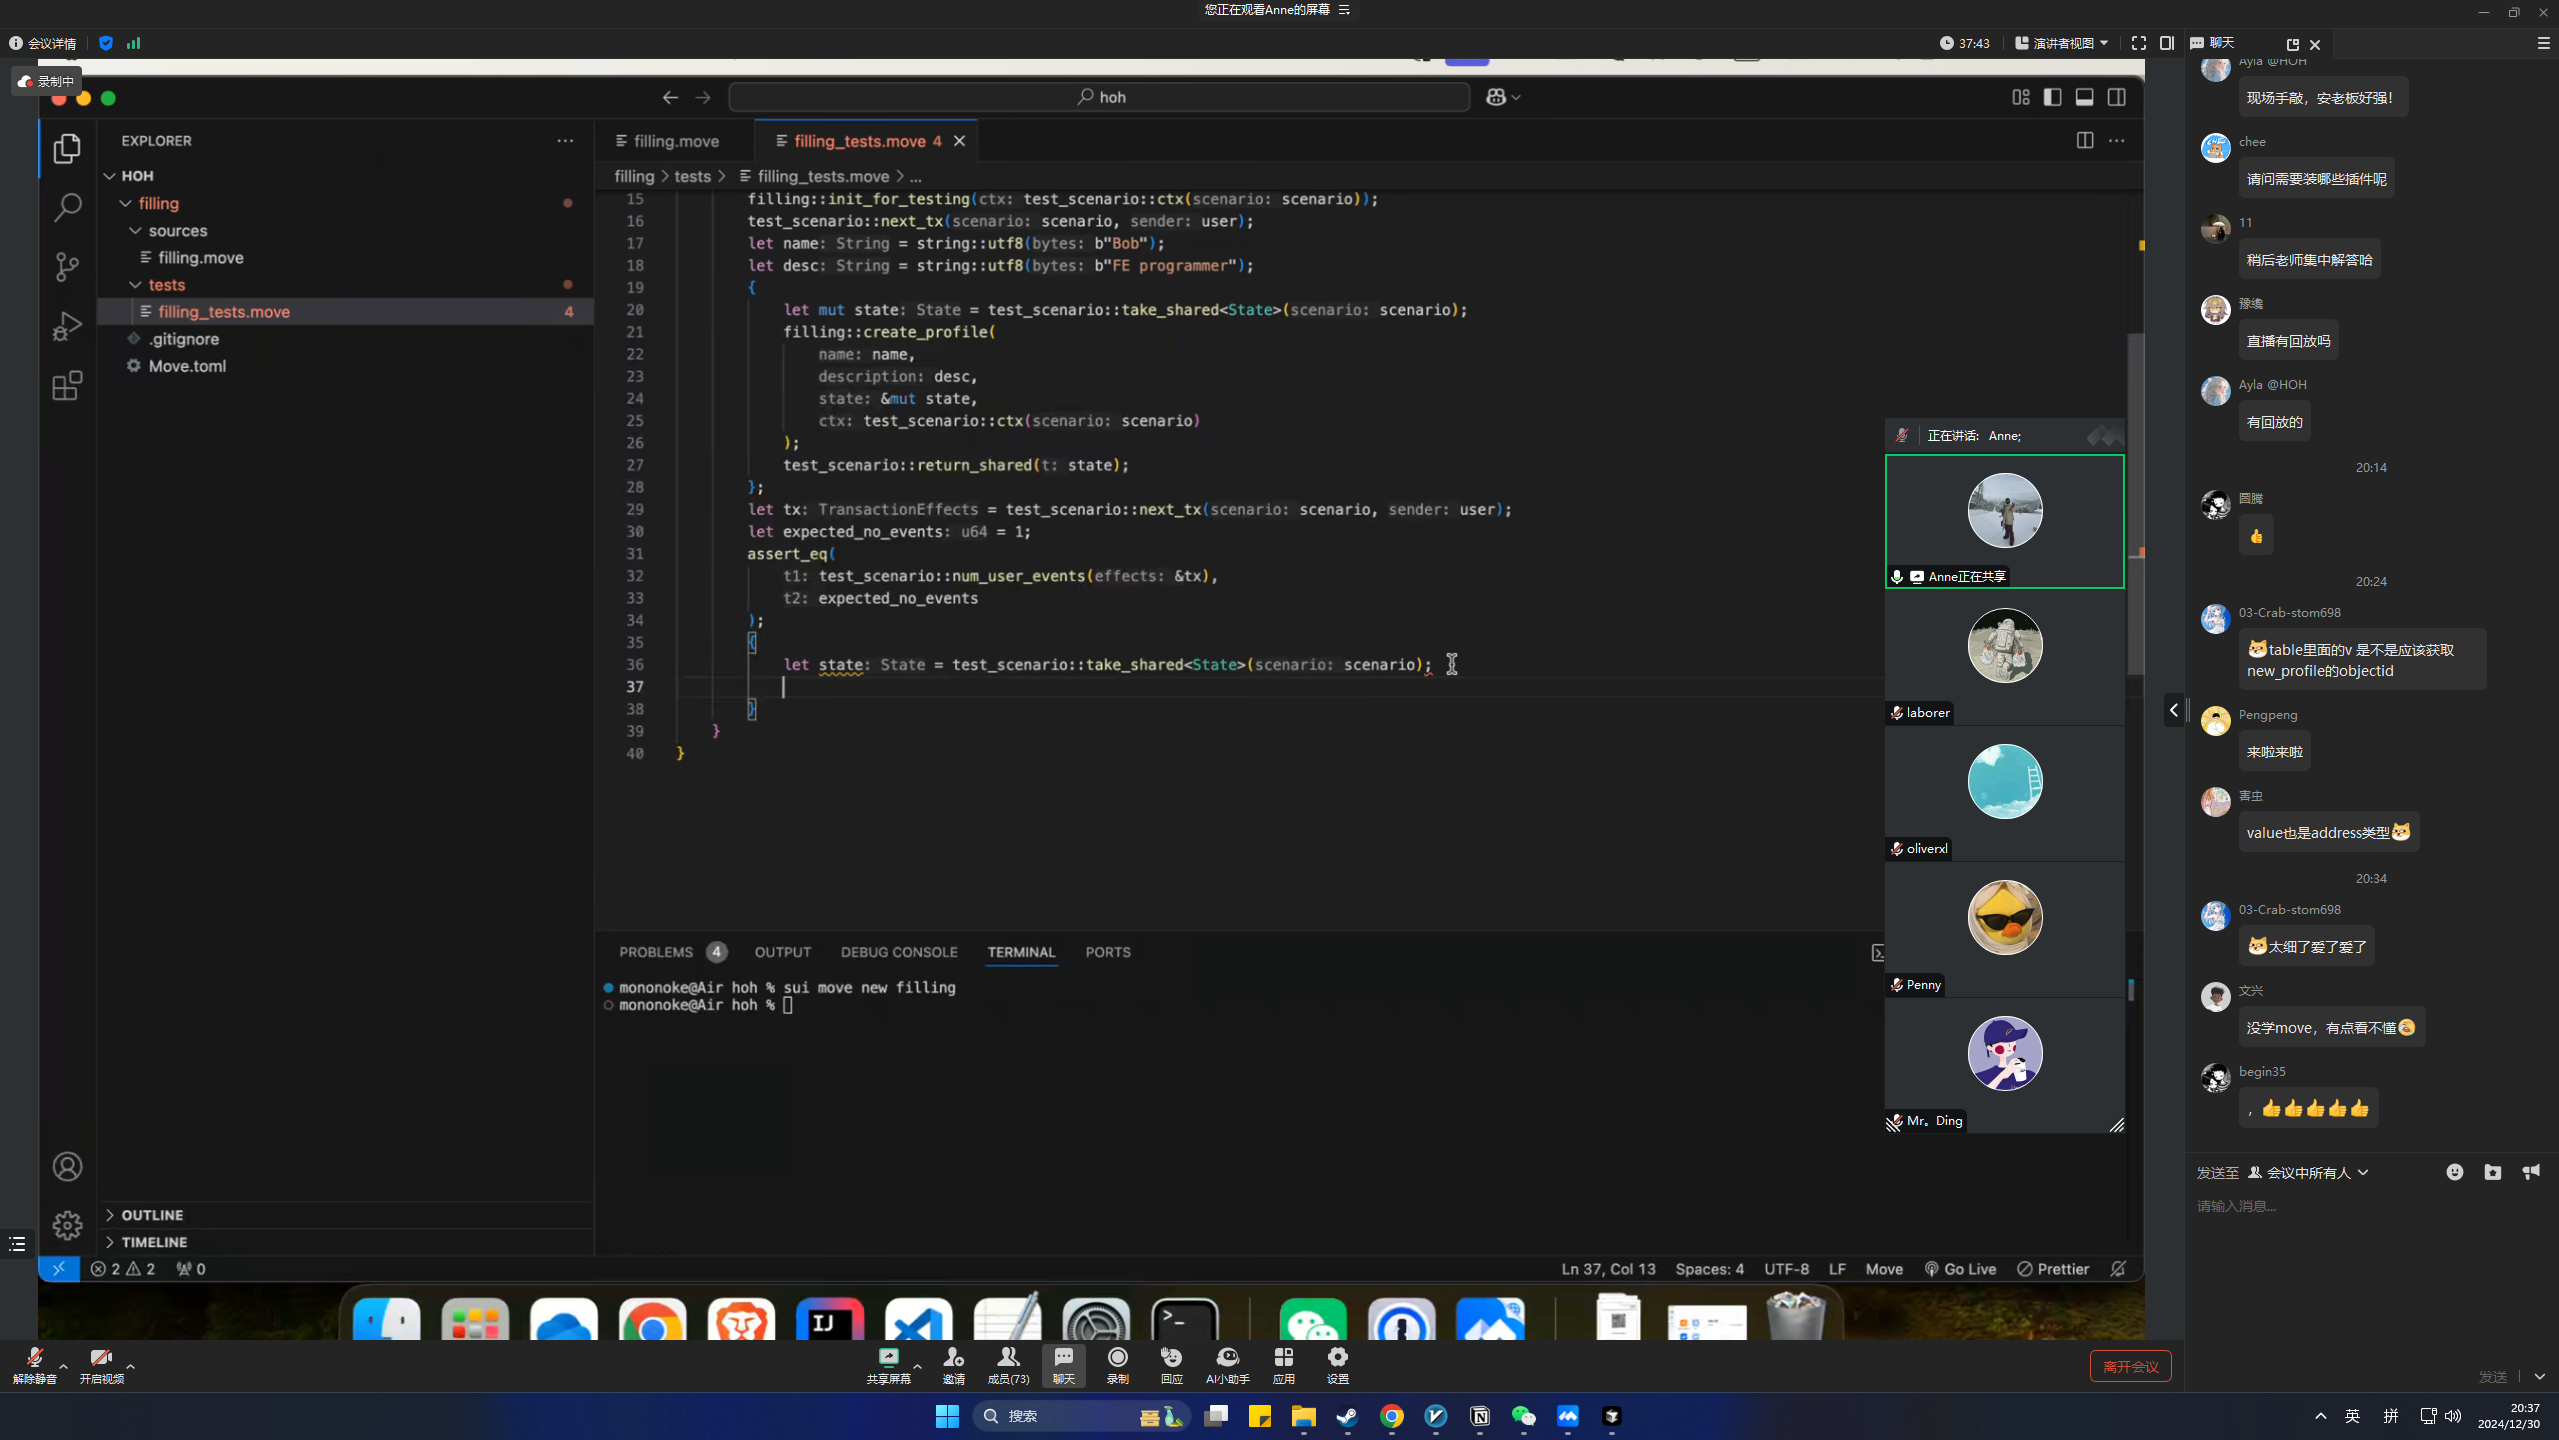 您正在观看Anne的屏幕
会议详情
37:43
演讲者视图
聊天
录制中
hoh
EXPLORER
HOH
filling
sources
filling.move
tests
filling_tests.move 4
.gitignore
Move.toml
OUTLINE
TIMELINE
filling.move
filling_tests.move 4
filling > tests > filling_tests.move > ...
15 filling::init_for_testing(ctx: test_scenario::ctx(scenario: scenario));
16 test_scenario::next_tx(scenario: scenario, sender: user);
17 let name: String = string::utf8(bytes: b"Bob");
18 let desc: String = string::utf8(bytes: b"FE programmer");
19 {
20 let mut state: State = test_scenario::take_shared<State>(scenario: scenario);
21 filling::create_profile(
22 name: name,
23 description: desc,
24 state: &mut state,
25 ctx: test_scenario::ctx(scenario: scenario)
26 );
27 test_scenario::return_shared(t: state);
28 };
29 let tx: TransactionEffects = test_scenario::next_tx(scenario: scenario, sender: user);
30 let expected_no_events: u64 = 1;
31 assert_eq(
32 t1: test_scenario::num_user_events(effects: &tx),
33 t2: expected_no_events
34 );
35 {
36 let state: State = test_scenario::take_shared<State>(scenario: scenario);
37
38 }
39 }
40 }
PROBLEMS 4 OUTPUT DEBUG CONSOLE TERMINAL PORTS
mononoke@Air hoh % sui move new filling
mononoke@Air hoh %
2 2 0
Ln 37, Col 13 Spaces: 4 UTF-8 LF Move Go Live Prettier
正在讲话: Anne;
Anne正在共享
laborer
oliverxl
Penny
Mr。Ding
Ayla @HOH
现场手敲，安老板好强！
chee
请问需要装哪些插件呢
11
稍后老师集中解答哈
豫鑱
直播有回放吗
Ayla @HOH
有回放的
20:14
圆腾
👍
20:24
03-Crab-stom698
table里面的v 是不是应该获取
new_profile的objectid
Pengpeng
来啦来啦
害虫
value也是address类型
20:34
03-Crab-stom698
太细了爱了爱了
文兴
没学move，有点看不懂
begin35
，👍👍👍👍👍
发送至 会议中所有人
请输入消息...
发送
解除静音
开启视频
共享屏幕
邀请
成员(73)
聊天
录制
回应
AI小助手
应用
设置
离开会议
搜索
英
拼
20:37
2024/12/30